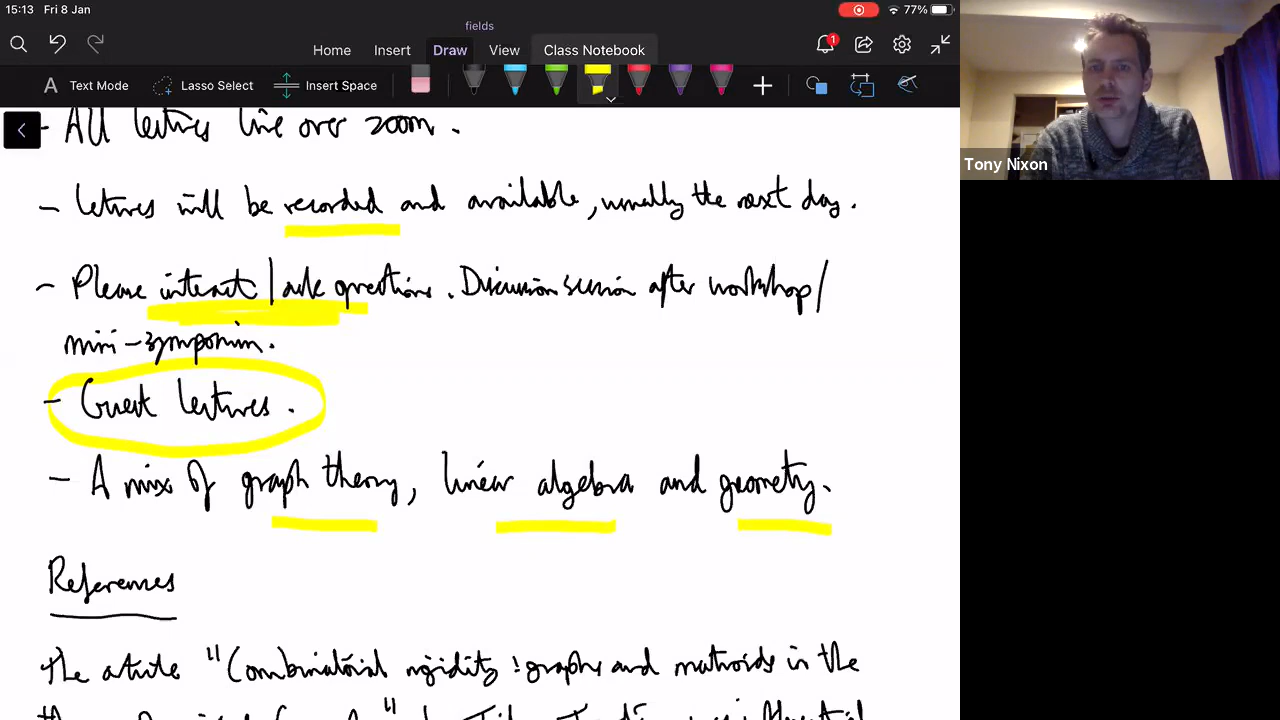 15:13 Fri 8 Jan
77%
fields
Home Insert Draw View Class Notebook
1
A Text Mode Lasso Select Insert Space
Tony Nixon
- All lectures live over zoom.
- Lectures will be recorded and available, usually the next day.
- Please interact / ask questions. Discussion session after workshop/
mini-symposium.
- Guest lectures.
- A mix of graph theory, linear algebra and geometry.
References
The article "Combinatorial rigidity: graphs and matroids in the